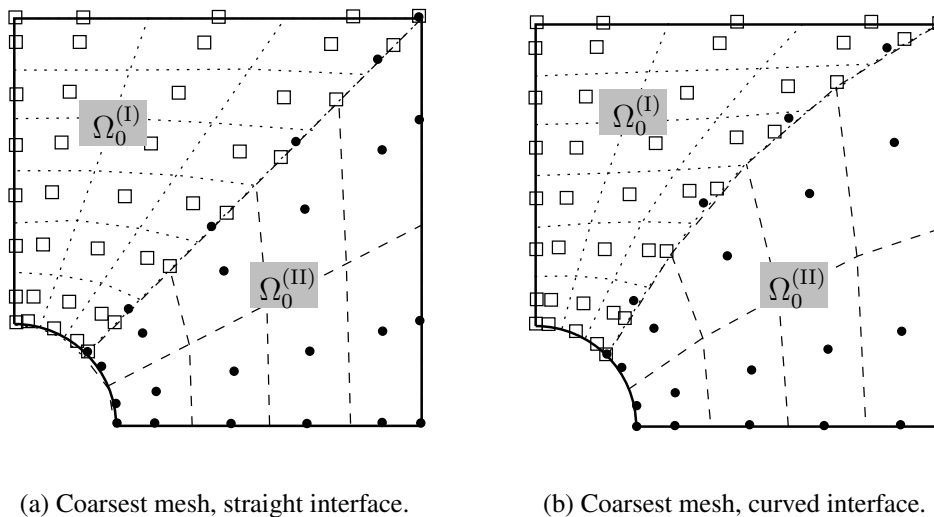 Ω₀⁽ᴵ⁾
Ω₀⁽ᴵᴵ⁾
(a) Coarsest mesh, straight interface.
Ω₀⁽ᴵ⁾
Ω₀⁽ᴵᴵ⁾
(b) Coarsest mesh, curved interface.